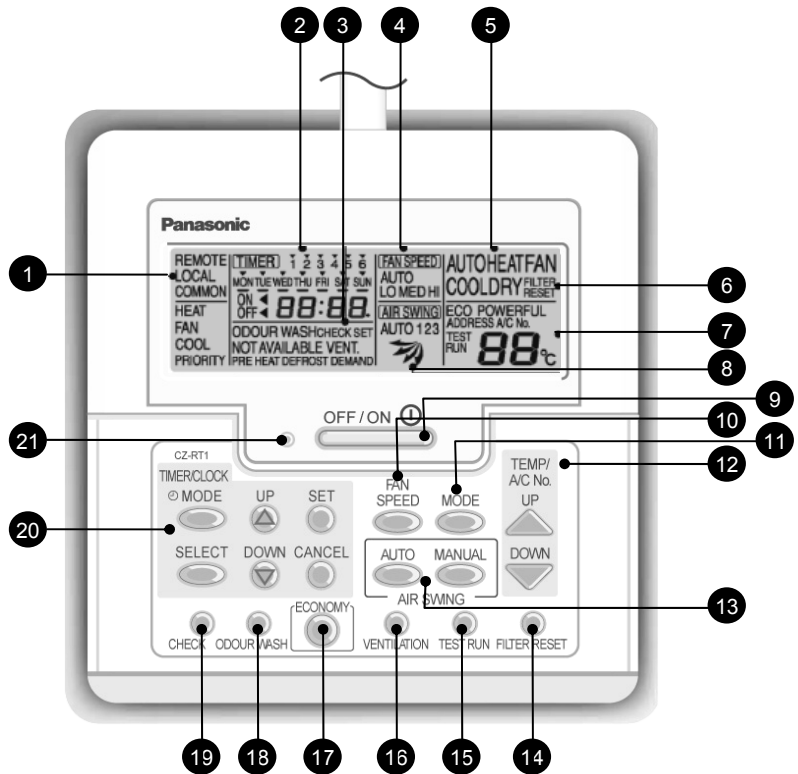 2 3 4 5
Panasonic
REMOTE
LOCAL
COMMON
HEAT
FAN
COOL
PRIORITY
TIMER 1 2 3 4 5 6
MON TUE WED THU FRI SAT SUN
ON
OFF 88:88.
ODOUR WASH CHECK SET
NOT AVAILABLE VENT.
PRE HEAT DEFROST DEMAND
FAN SPEED
AUTO
LO MED HI
AIR SWING
AUTO 1 2 3
AUTO HEAT FAN
COOL DRY FILTER
RESET
ECO POWERFUL
ADDRESS A/C No.
TEST
RUN 88°C
1
6
7
8
9
10
11
12
21
20
13
OFF / ON
CZ-RT1
TIMER/CLOCK
MODE UP SET
SELECT DOWN CANCEL
FAN
SPEED MODE
TEMP/
A/C No.
UP
DOWN
AUTO MANUAL
AIR SWING
ECONOMY
CHECK ODOUR WASH VENTILATION TEST RUN FILTER RESET
19 18 17 16 15 14